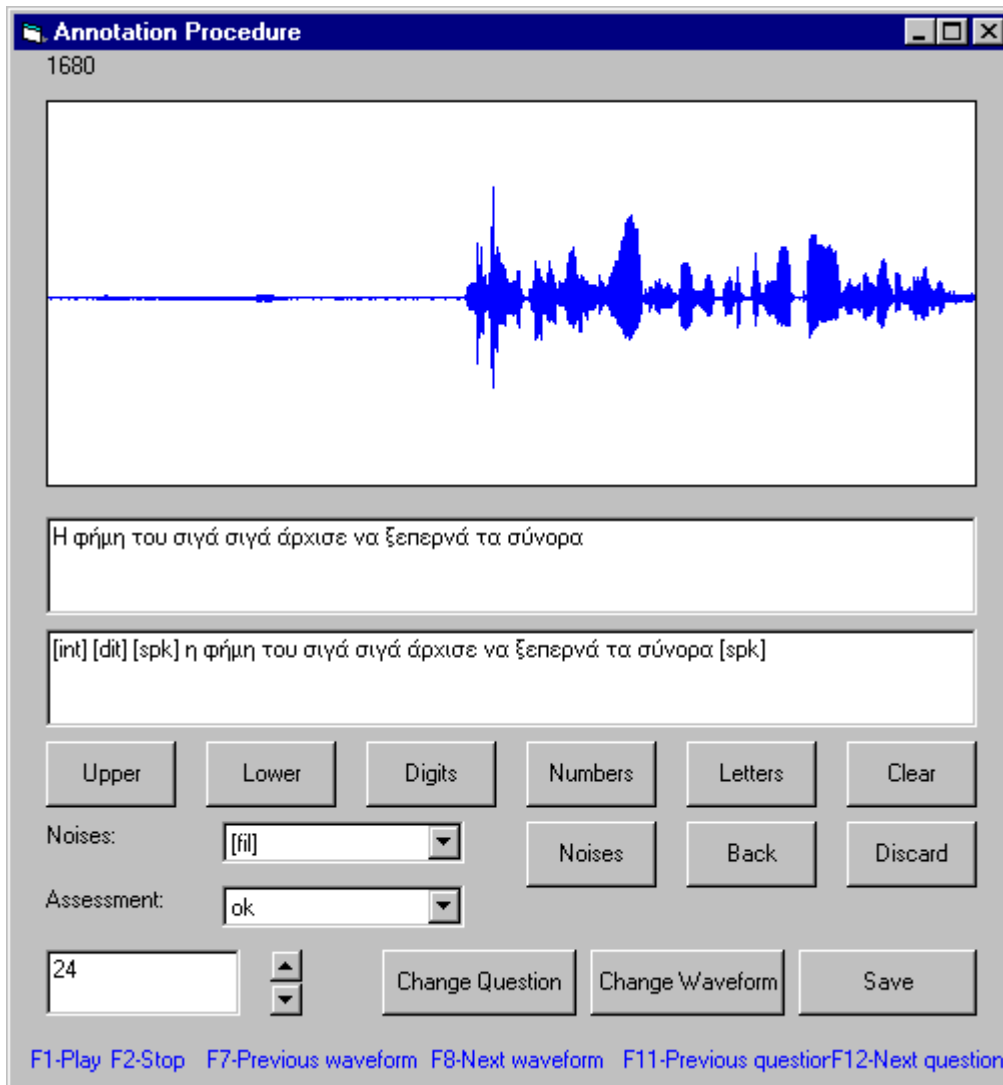 Annotation Procedure
1680
Η φήμη του σιγά σιγά άρχισε να ξεπερνά τα σύνορα
[int] [dit] [spk] η φήμη του σιγά σιγά άρχισε να ξεπερνά τα σύνορα [spk]
Upper Lower Digits Numbers Letters Clear
Noises: [fil] Noises Back Discard
Assessment: ok
24 Change Question Change Waveform Save
F1-Play F2-Stop F7-Previous waveform F8-Next waveform F11-Previous question F12-Next question